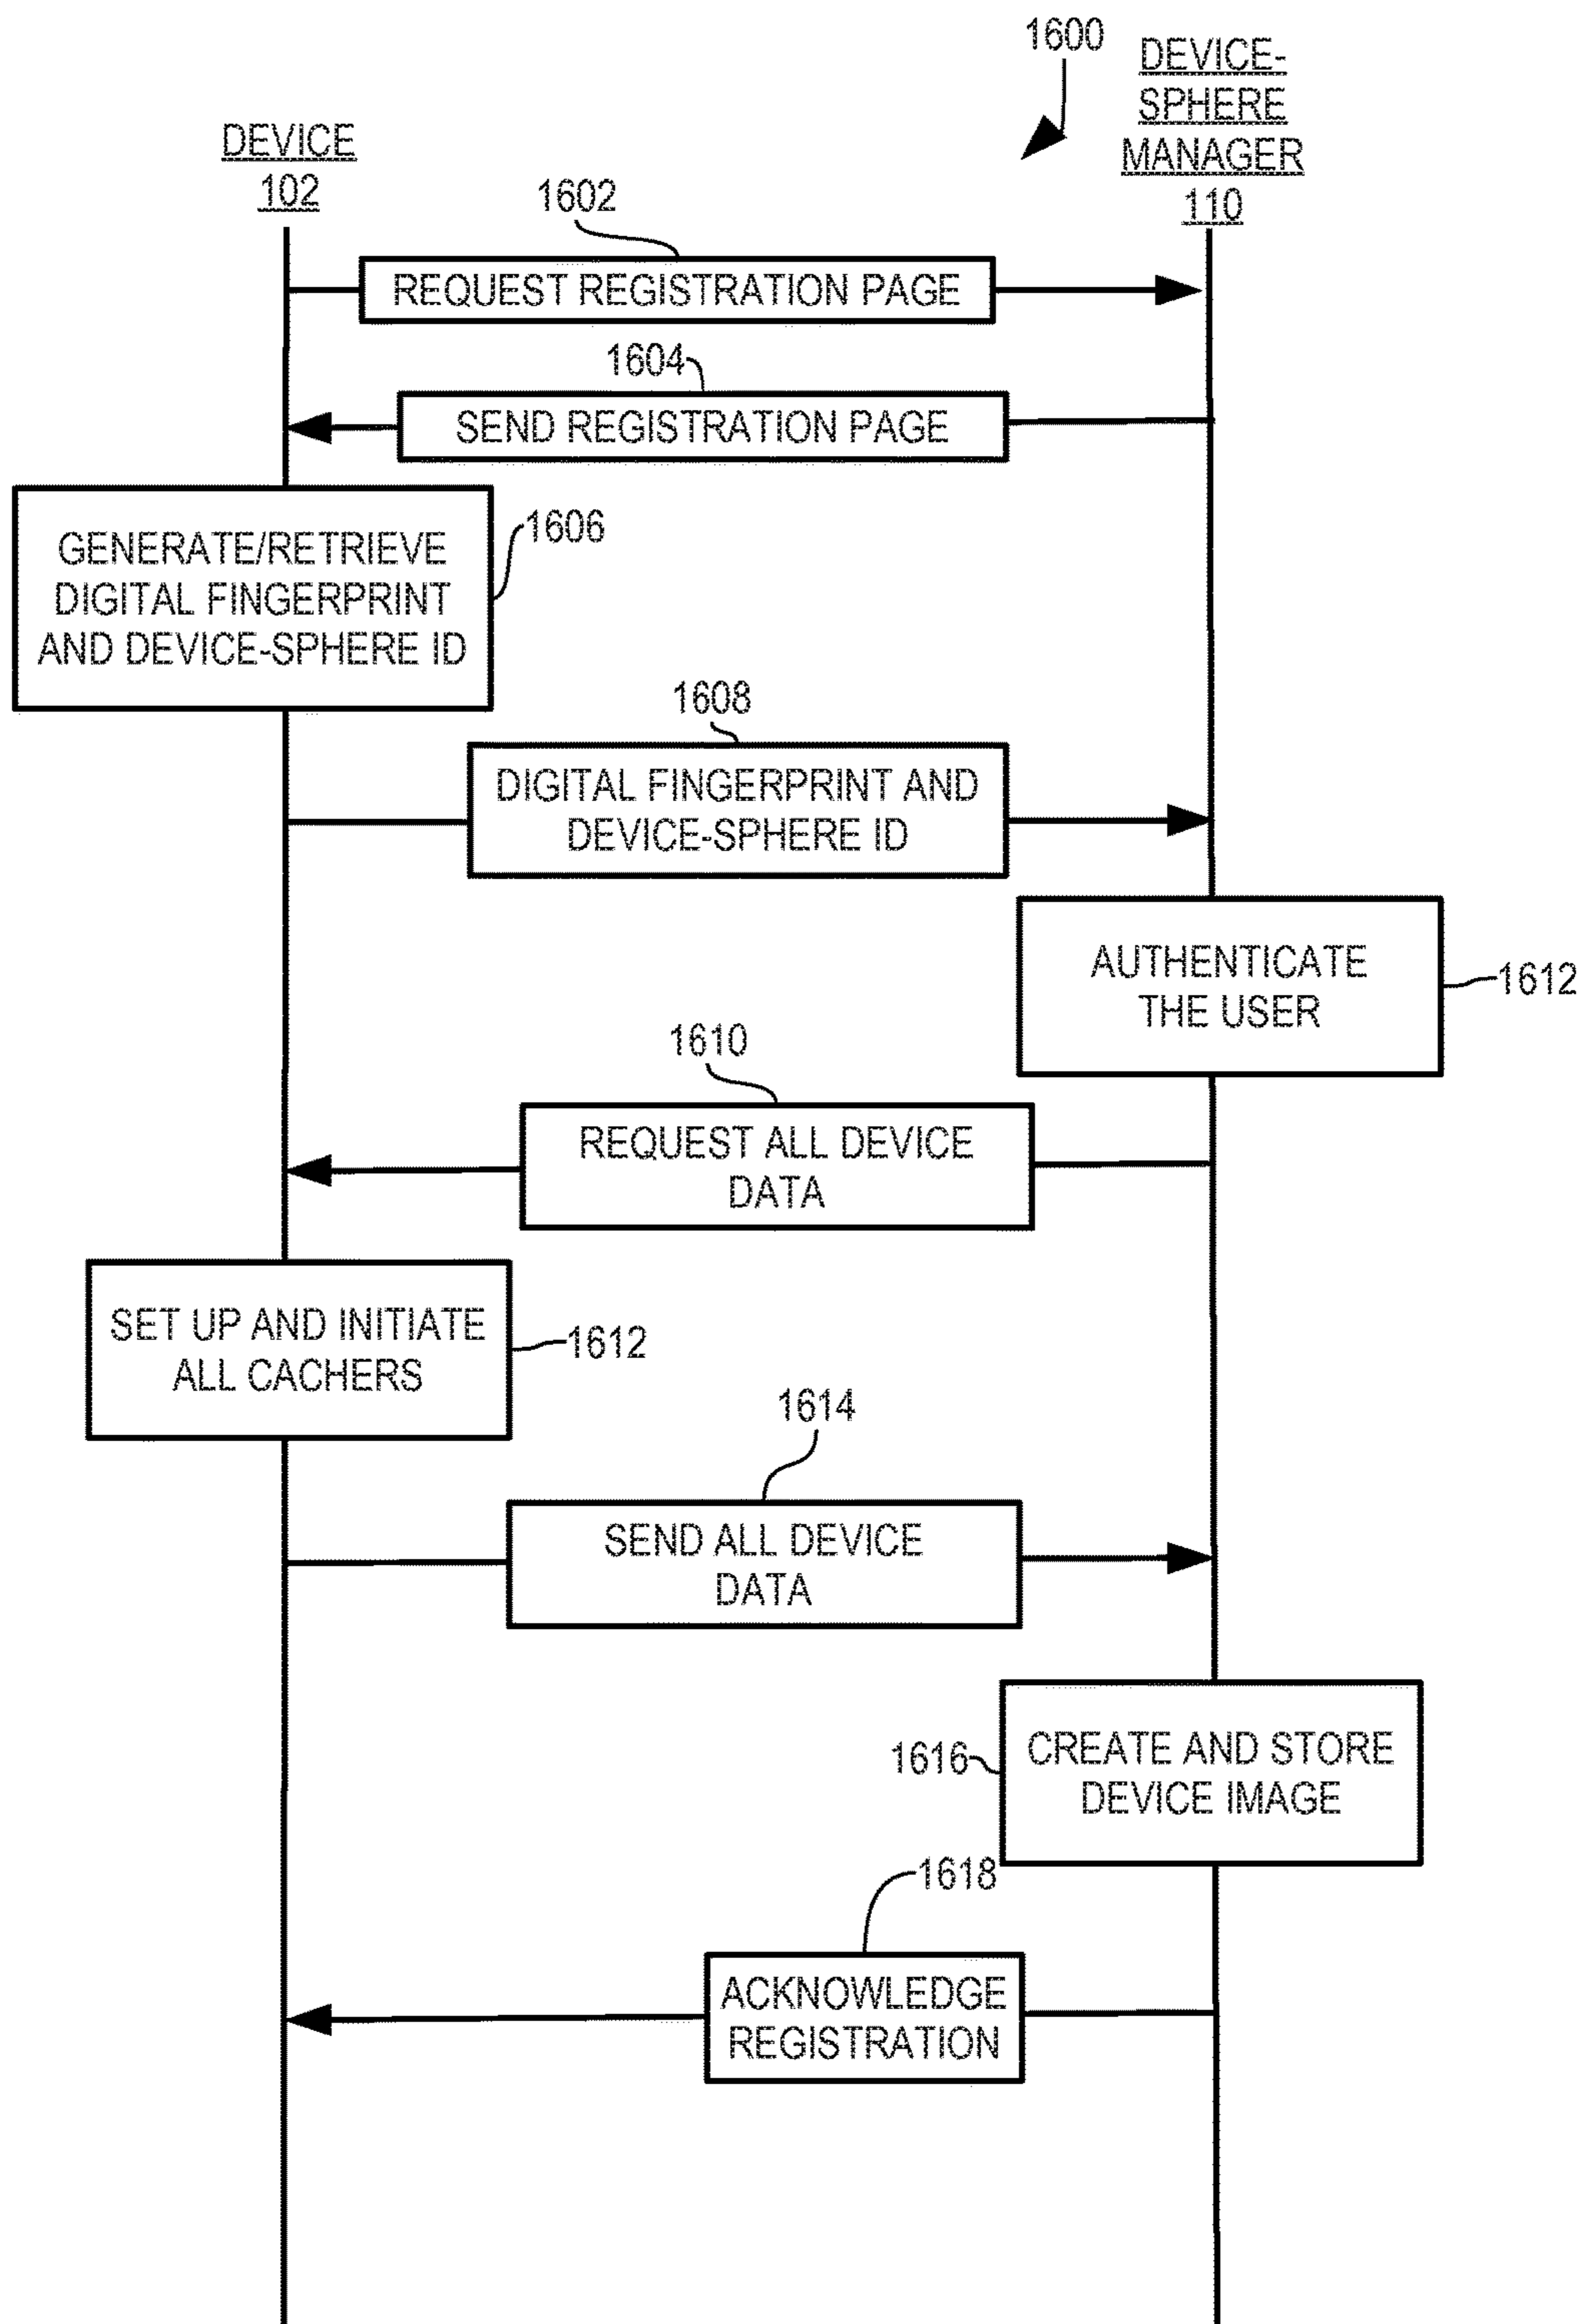 1600
DEVICE-
SPHERE
MANAGER
110
DEVICE
102
1602
REQUEST REGISTRATION PAGE
1604
SEND REGISTRATION PAGE
GENERATE/RETRIEVE
DIGITAL FINGERPRINT
AND DEVICE-SPHERE ID
1606
1608
DIGITAL FINGERPRINT AND
DEVICE-SPHERE ID
AUTHENTICATE
THE USER
1612
1610
REQUEST ALL DEVICE
DATA
SET UP AND INITIATE
ALL CACHERS
1612
1614
SEND ALL DEVICE
DATA
1616
CREATE AND STORE
DEVICE IMAGE
1618
ACKNOWLEDGE
REGISTRATION